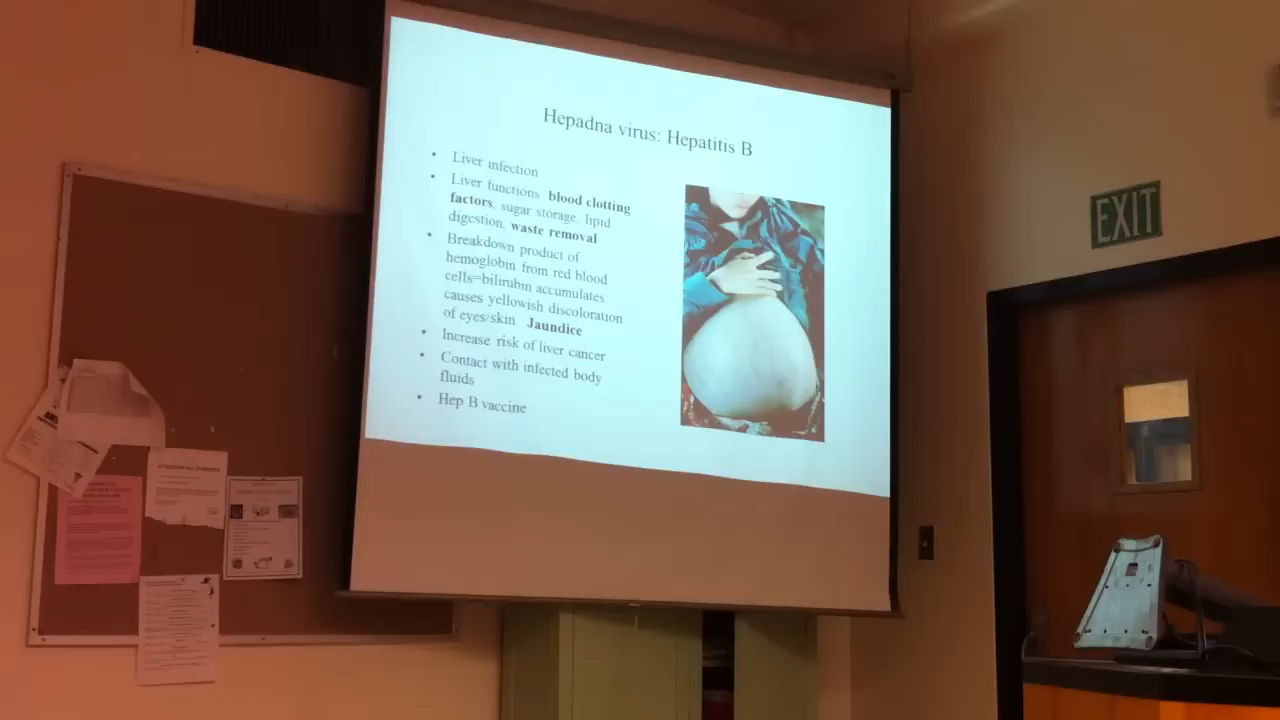 Hepadna virus: Hepatitis B
• Liver infection
• Liver functions blood clotting
factors, sugar storage, lipid
digestion, waste removal
• Breakdown product of
hemoglobin from red blood
cells=bilirubin accumulates
causes yellowish discoloration
of eyes/skin Jaundice
• Increase risk of liver cancer
• Contact with infected body
fluids
• Hep B vaccine
EXIT